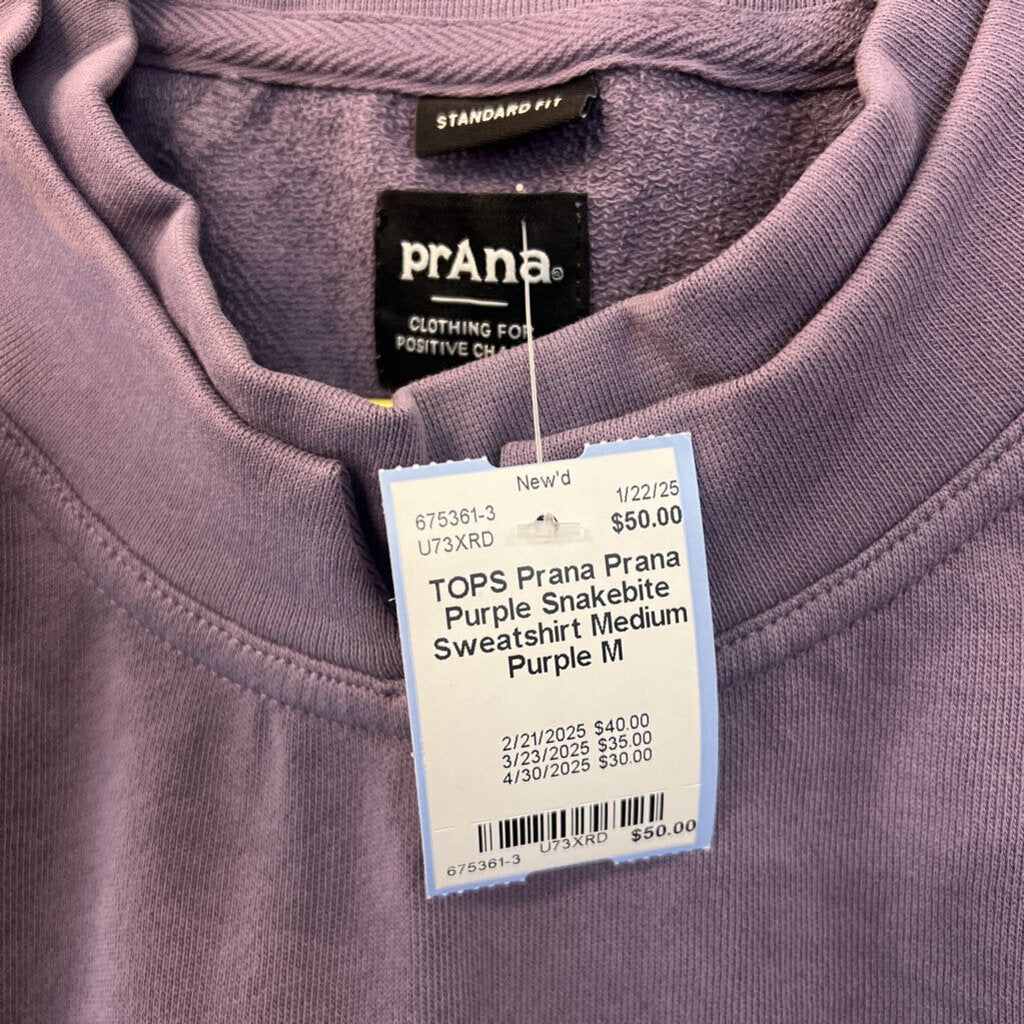 STANDARD FIT
prAna®
CLOTHING FOR
POSITIVE
New'd
675361-3 1/22/25
U73XRD $50.00
TOPS Prana Prana
Purple Snakebite
Sweatshirt Medium
Purple M
2/21/2025 $40.00
3/23/2025 $35.00
4/30/2025 $30.00
675361-3 U73XRD $50.00